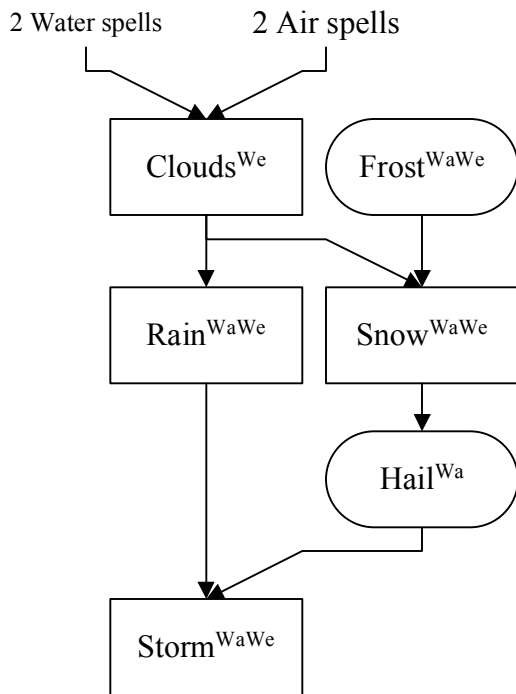 2 Water spells
2 Air spells
Clouds^We
Frost^WaWe
Rain^WaWe
Snow^WaWe
Hail^Wa
Storm^WaWe